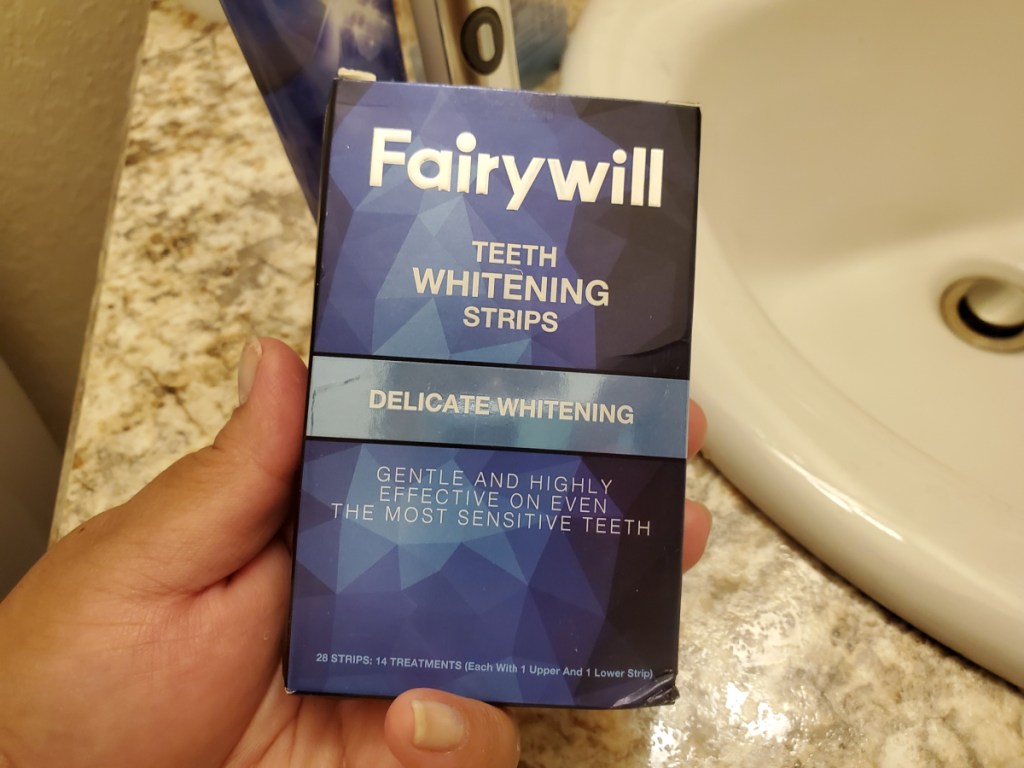 Fairywill
TEETH
WHITENING
STRIPS
DELICATE WHITENING
GENTLE AND HIGHLY
EFFECTIVE ON EVEN
THE MOST SENSITIVE TEETH
28 STRIPS: 14 TREATMENTS (Each With 1 Upper And 1 Lower Strip)